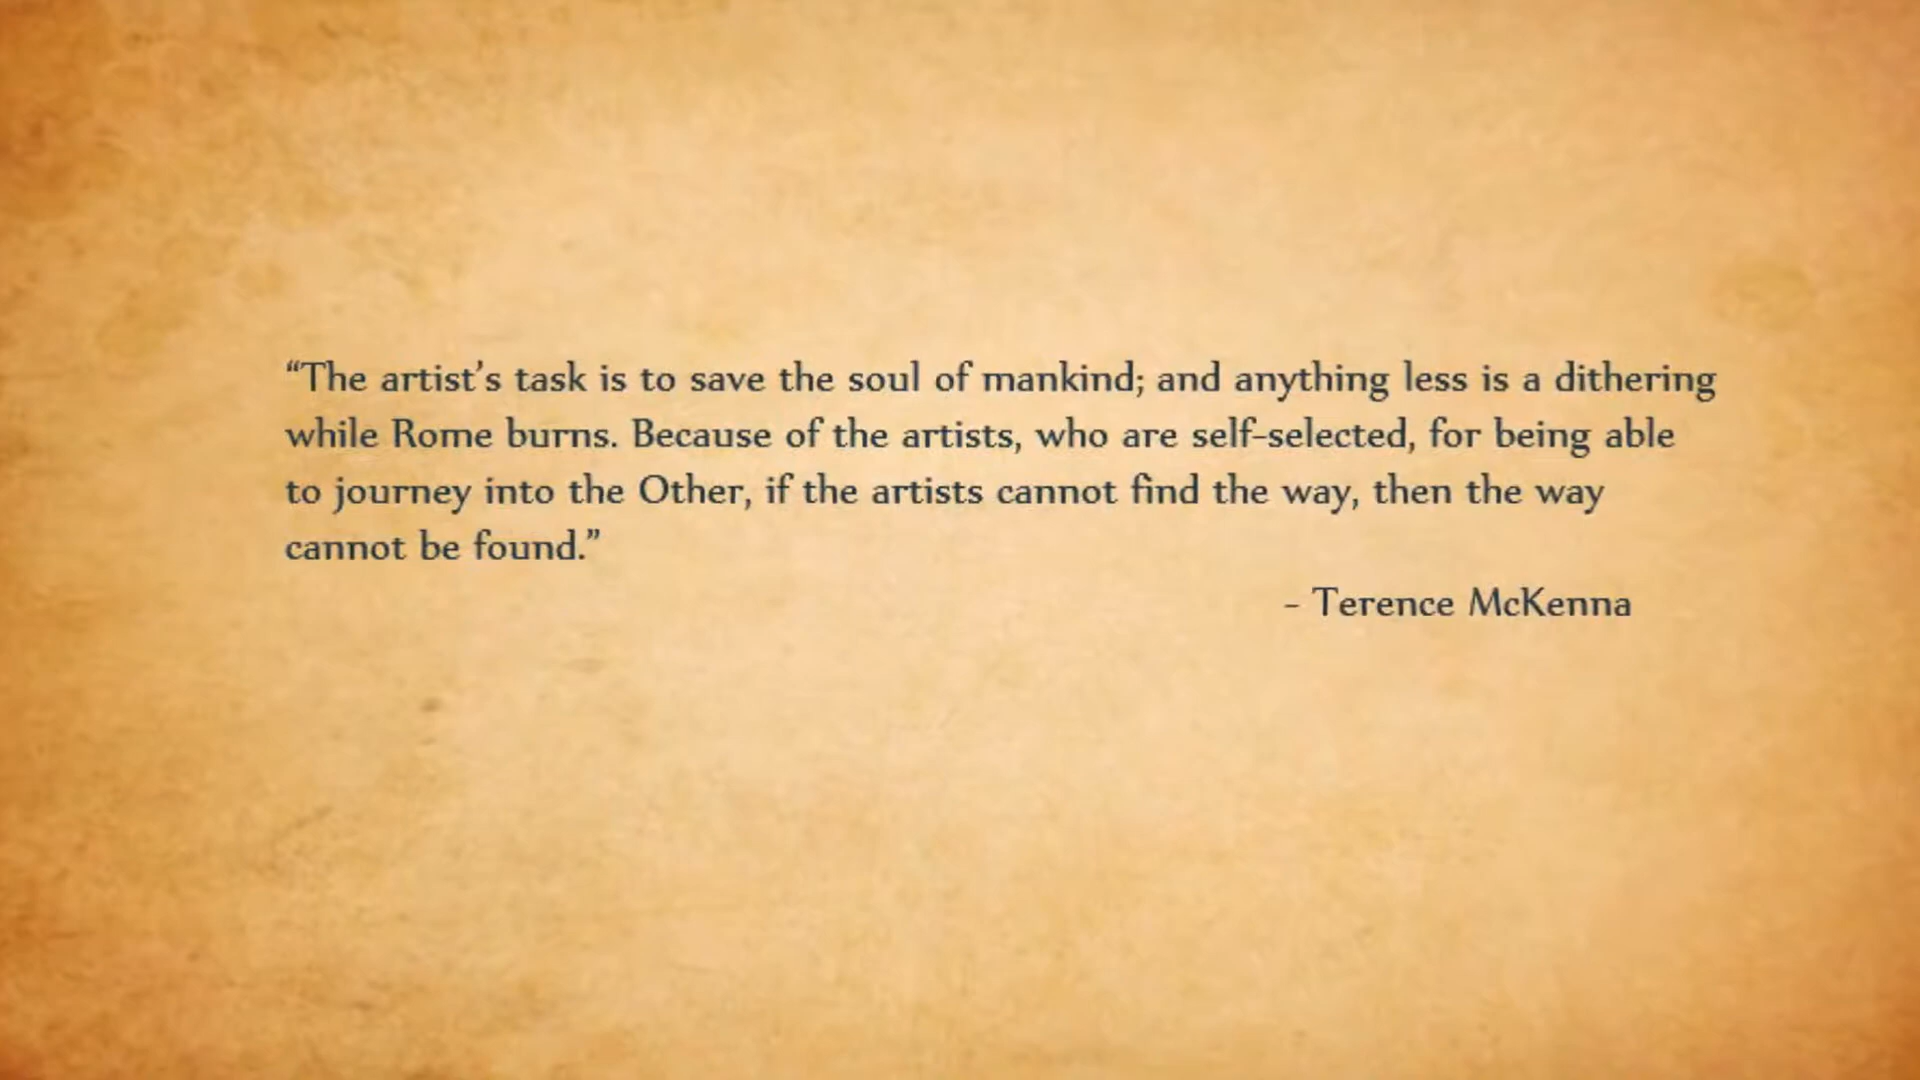 “The artist’s task is to save the soul of mankind; and anything less is a dithering
while Rome burns. Because of the artists, who are self-selected, for being able
to journey into the Other, if the artists cannot find the way, then the way
cannot be found.”
- Terence McKenna